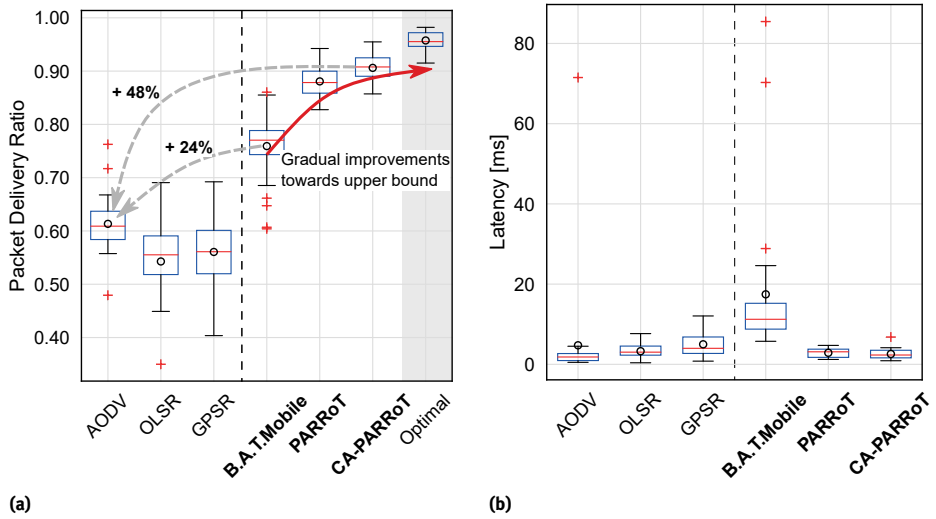 Packet Delivery Ratio
1.00
0.90
0.80
0.70
0.60
0.50
0.40
+ 48%
+ 24%
Gradual improvements
towards upper bound
AODV
OLSR
GPSR
B.A.T.Mobile
PARRoT
CA-PARRoT
Optimal
(a)
Latency [ms]
80
60
40
20
0
AODV
OLSR
GPSR
B.A.T.Mobile
PARRoT
CA-PARRoT
(b)